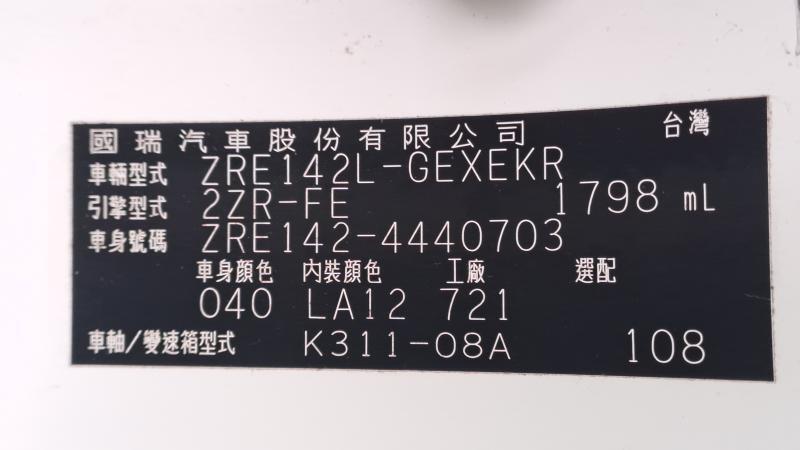 國瑞汽車股份有限公司 台灣
車輛型式 ZRE142L-GEXEKR
引擎型式 2ZR-FE 1798 mL
車身號碼 ZRE142-4440703
車身顏色 內裝顏色 工廠 選配
040 LA12 721
車軸/變速箱型式 K311-08A 108